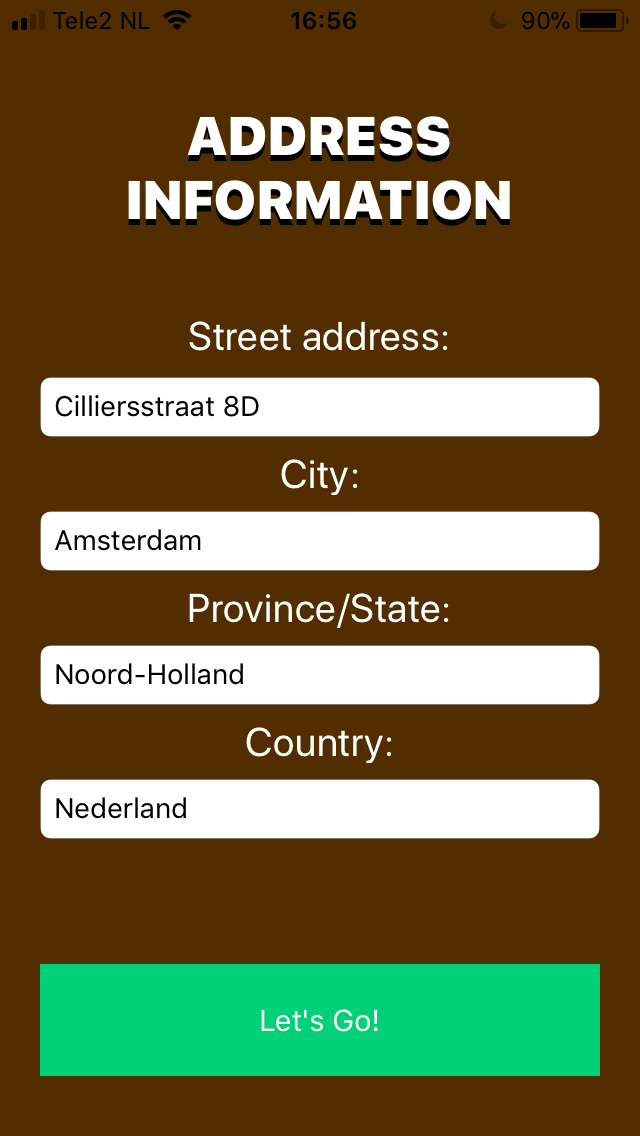 Tele2 NL 16:56 90%
ADDRESS
INFORMATION
Street address:
Cilliersstraat 8D
City:
Amsterdam
Province/State:
Noord-Holland
Country:
Nederland
Let's Go!